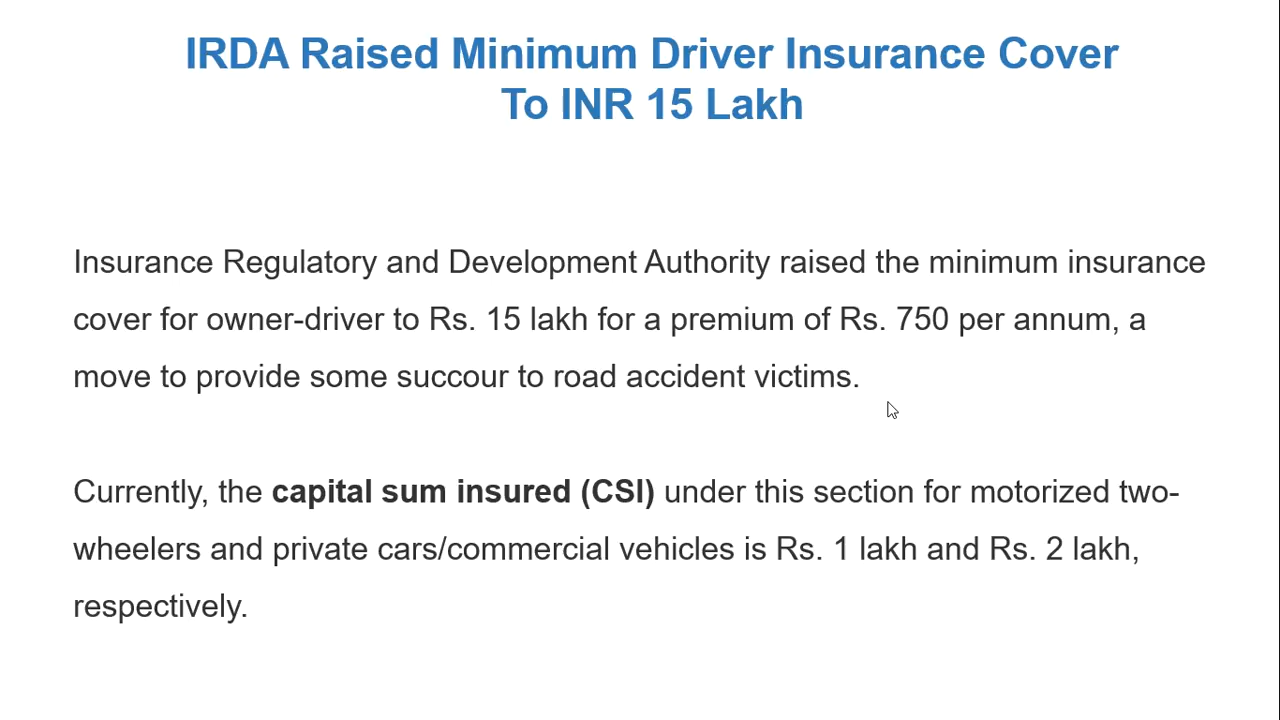 IRDA Raised Minimum Driver Insurance Cover
To INR 15 Lakh
Insurance Regulatory and Development Authority raised the minimum insurance
cover for owner-driver to Rs. 15 lakh for a premium of Rs. 750 per annum, a
move to provide some succour to road accident victims.
Currently, the capital sum insured (CSI) under this section for motorized two-
wheelers and private cars/commercial vehicles is Rs. 1 lakh and Rs. 2 lakh,
respectively.